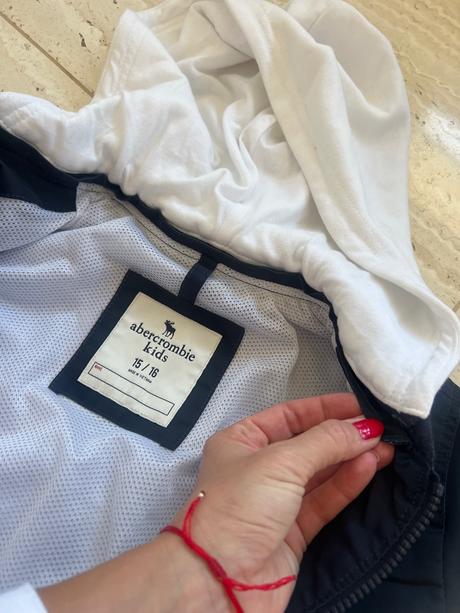 abercrombie
kids
15 / 16
MADE IN VIETNAM